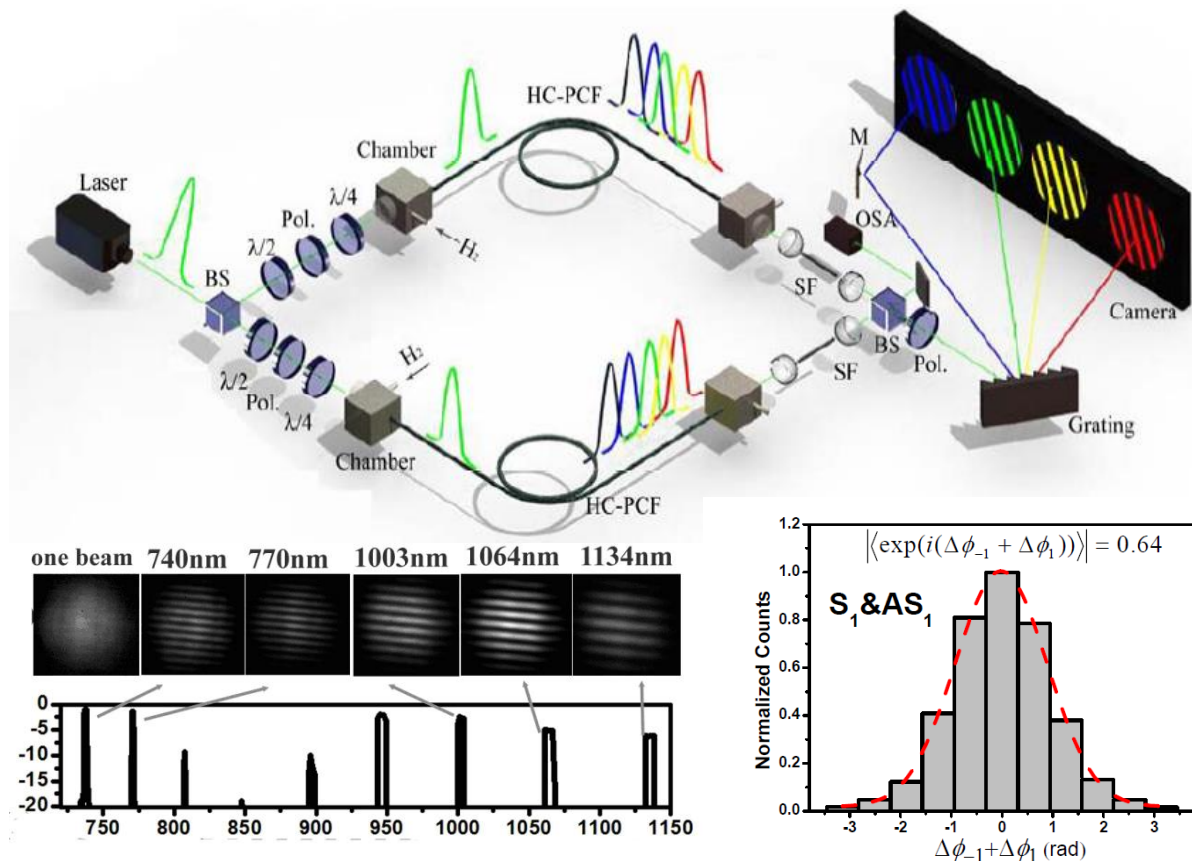 HC-PCF
Chamber
M
Laser
λ/4
Pol.
λ/2
H₂
OSA
BS
SF
Camera
BS
Pol.
H₂
SF
λ/2
Pol.
λ/4
Grating
Chamber
HC-PCF
one beam 740nm 770nm 1003nm 1064nm 1134nm
0
-5
-10
-15
-20
750 800 850 900 950 1000 1050 1100 1150
|⟨exp(i(Δϕ₋₁ + Δϕ₁))⟩| = 0.64
S₁&AS₁
Normalized Counts
1.2
1.0
0.8
0.6
0.4
0.2
0.0
-3 -2 -1 0 1 2 3
Δϕ₋₁+Δϕ₁ (rad)